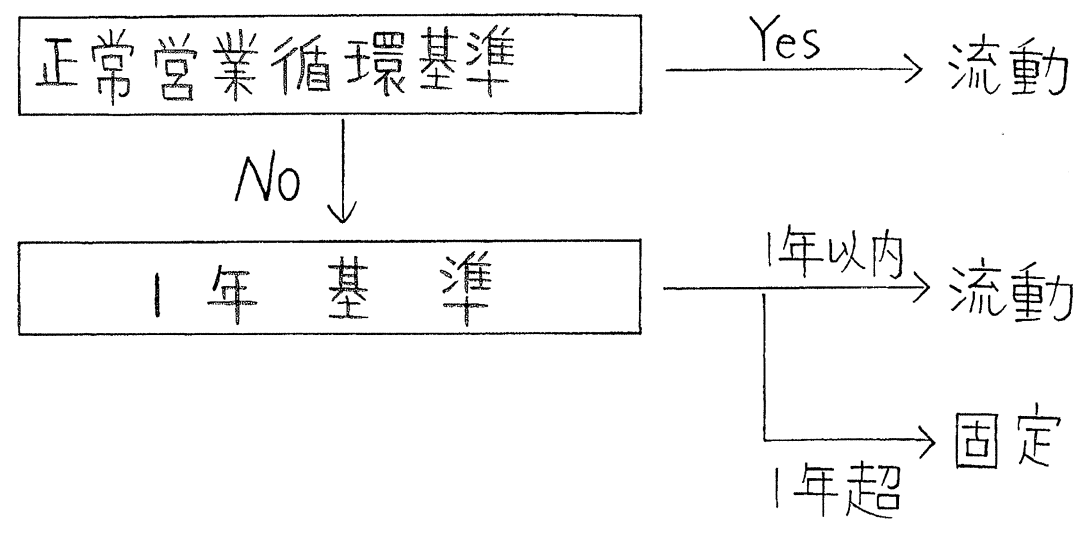 正常営業循環基準
Yes
流動
No
1年基準
1年以内
流動
固定
1年超